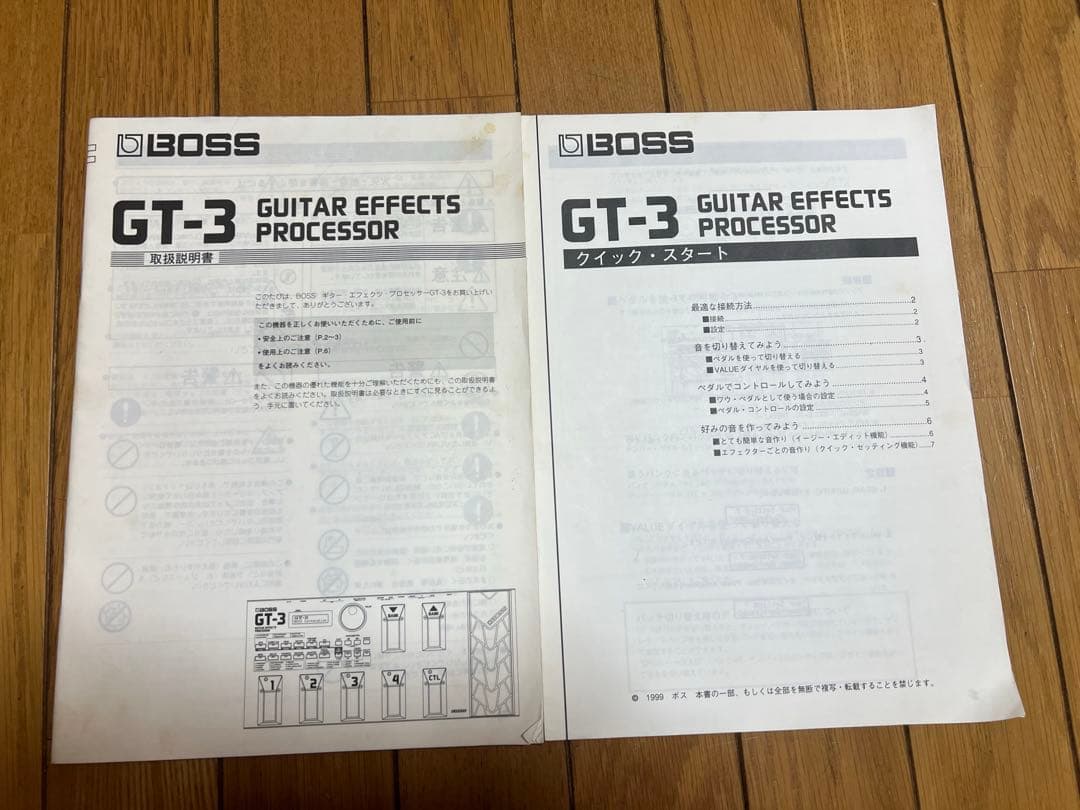 BOSS
GT-3 GUITAR EFFECTS PROCESSOR
取扱説明書
このたびは、BOSS ギター・エフェクツ・プロセッサーGT-3をお買い上げい
ただきまして、ありがとうございます。
この機器を正しくお使いいただくために、ご使用前に
・安全上のご注意（P.2〜3）
・使用上のご注意（P.6）
をよくお読みください。
また、この機器の優れた機能を十分ご理解いただくためにも、この取扱説明書
をよくお読みください。取扱説明書は必要なときにすぐに見ることができるよ
う、手元に置いてください。
BOSS
GT-3
BANK
BANK
1
2
3
4
CTL
BOSS
GT-3 GUITAR EFFECTS PROCESSOR
クイック・スタート
最適な接続方法 2
■接続 2
■設定 2
音を切り替えてみよう 3
■ペダルを使って切り替える 3
■VALUEダイヤルを使って切り替える 3
ペダルでコントロールしてみよう 4
■ワウ・ペダルとして使う場合の設定 4
■ペダル・コントロールの設定 5
好みの音を作ってみよう 6
■とても簡単な音作り（イージー・エディット機能） 6
■エフェクターごとの音作り（クイック・セッティング機能） 7
© 1999 ボス 本書の一部、もしくは全部を無断で複写・転載することを禁じます。